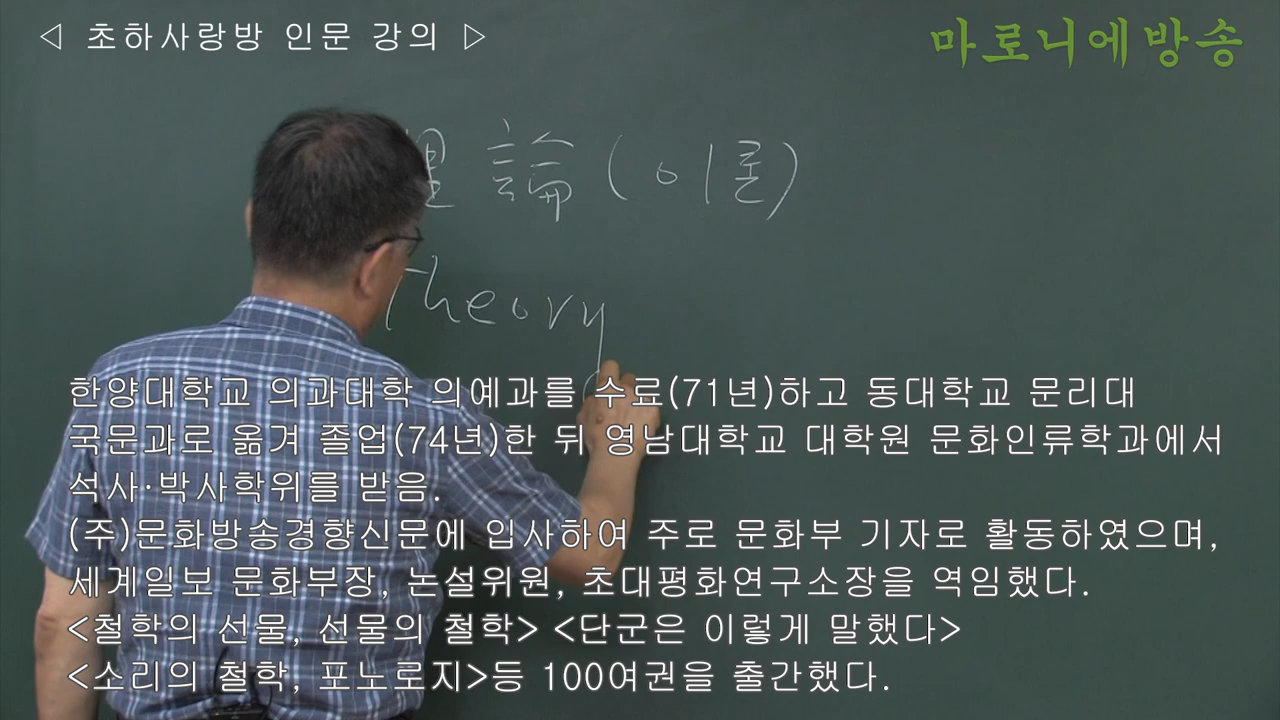 ◁ 초하사랑방 인문 강의 ▷
마로니에방송
論 (이론)
Theory
한양대학교 의과대학 의예과를 수료(71년)하고 동대학교 문리대
국문과로 옮겨 졸업(74년)한 뒤 영남대학교 대학원 문화인류학과에서
석사·박사학위를 받음.
(주)문화방송경향신문에 입사하여 주로 문화부 기자로 활동하였으며,
세계일보 문화부장, 논설위원, 초대평화연구소장을 역임했다.
<철학의 선물, 선물의 철학> <단군은 이렇게 말했다>
<소리의 철학, 포노로지>등 100여권을 출간했다.